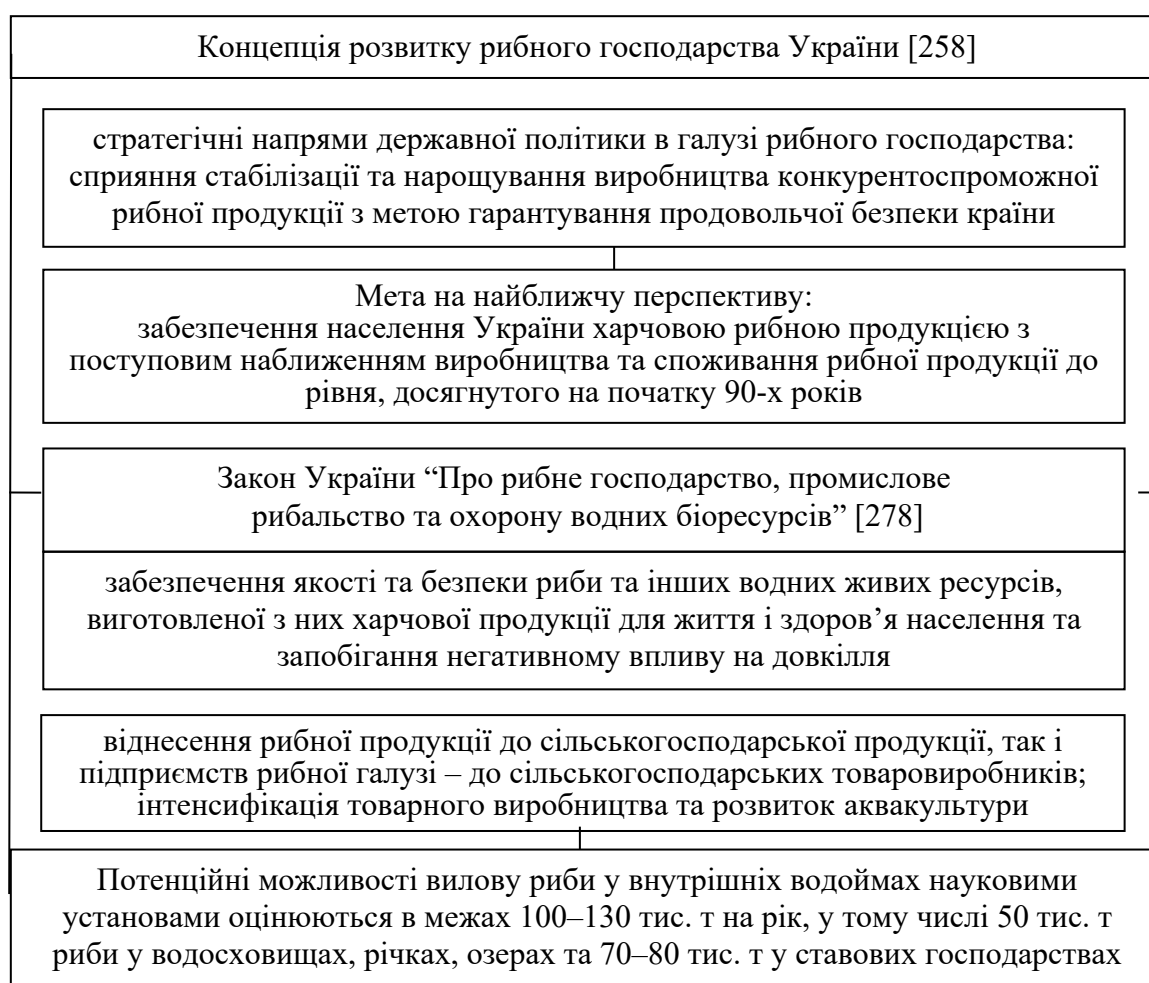 Концепція розвитку рибного господарства України [258]
стратегічні напрями державної політики в галузі рибного господарства:
сприяння стабілізації та нарощування виробництва конкурентоспроможної
рибної продукції з метою гарантування продовольчої безпеки країни
Мета на найближчу перспективу:
забезпечення населення України харчовою рибною продукцією з
поступовим наближенням виробництва та споживання рибної продукції до
рівня, досягнутого на початку 90-х років
Закон України “Про рибне господарство, промислове
рибальство та охорону водних біоресурсів” [278]
забезпечення якості та безпеки риби та інших водних живих ресурсів,
виготовленої з них харчової продукції для життя і здоров’я населення та
запобігання негативному впливу на довкілля
віднесення рибної продукції до сільськогосподарської продукції, так і
підприємств рибної галузі – до сільськогосподарських товаровиробників;
інтенсифікація товарного виробництва та розвиток аквакультури
Потенційні можливості вилову риби у внутрішніх водоймах науковими
установами оцінюються в межах 100–130 тис. т на рік, у тому числі 50 тис. т
риби у водосховищах, річках, озерах та 70–80 тис. т у ставових господарствах